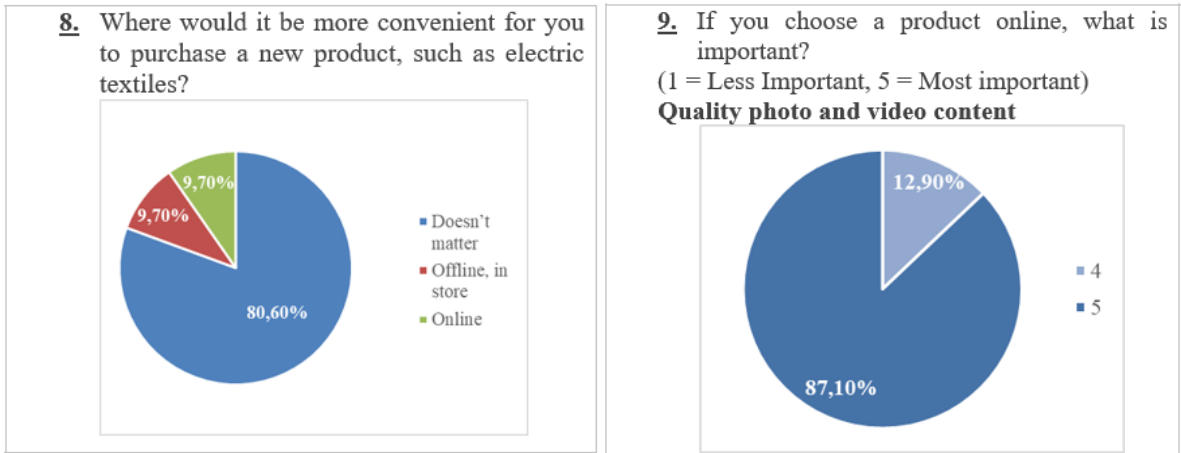 8. Where would it be more convenient for you
to purchase a new product, such as electric
textiles?
9,70%
9,70%
80,60%
Doesn’t
matter
Offline, in
store
Online
9. If you choose a product online, what is
important?
(1 = Less Important, 5 = Most important)
Quality photo and video content
12,90%
87,10%
4
5